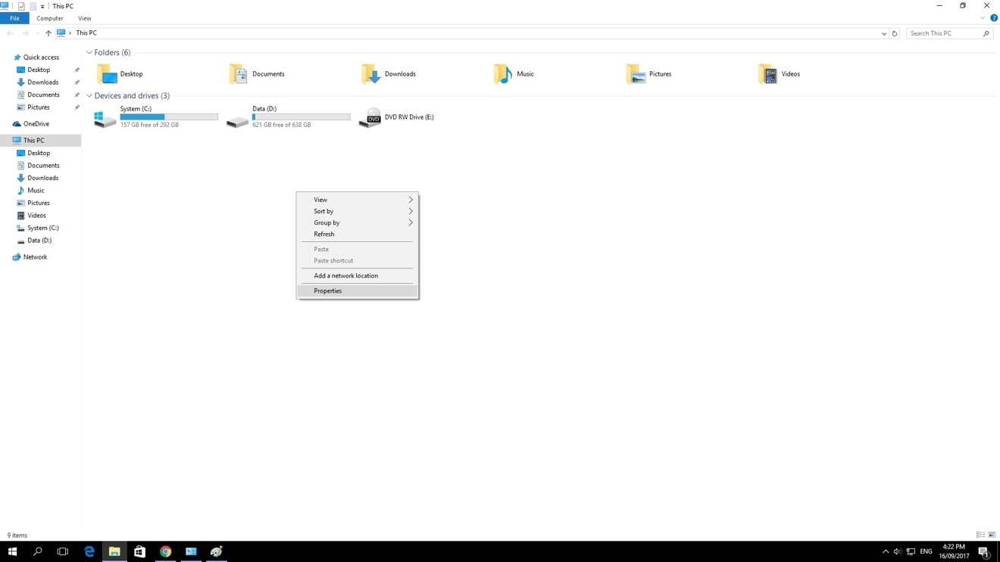 This PC
File Computer View
This PC
Search This PC
Quick access
Desktop
Downloads
Documents
Pictures
OneDrive
This PC
Desktop
Documents
Downloads
Music
Pictures
Videos
System (C:)
Data (D:)
Network
Folders (6)
Desktop
Documents
Downloads
Music
Pictures
Videos
Devices and drives (3)
System (C:)
157 GB free of 292 GB
Data (D:)
621 GB free of 638 GB
DVD
DVD RW Drive (E:)
View
Sort by
Group by
Refresh
Paste
Paste shortcut
Add a network location
Properties
9 items
ENG
4:22 PM
16/09/2017
1